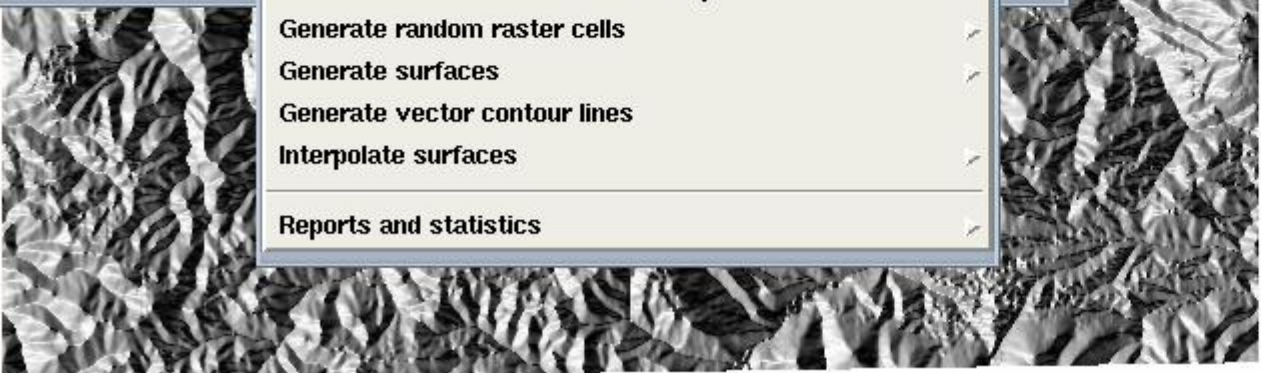 Generate random raster cells
Generate surfaces
Generate vector contour lines
Interpolate surfaces
Reports and statistics